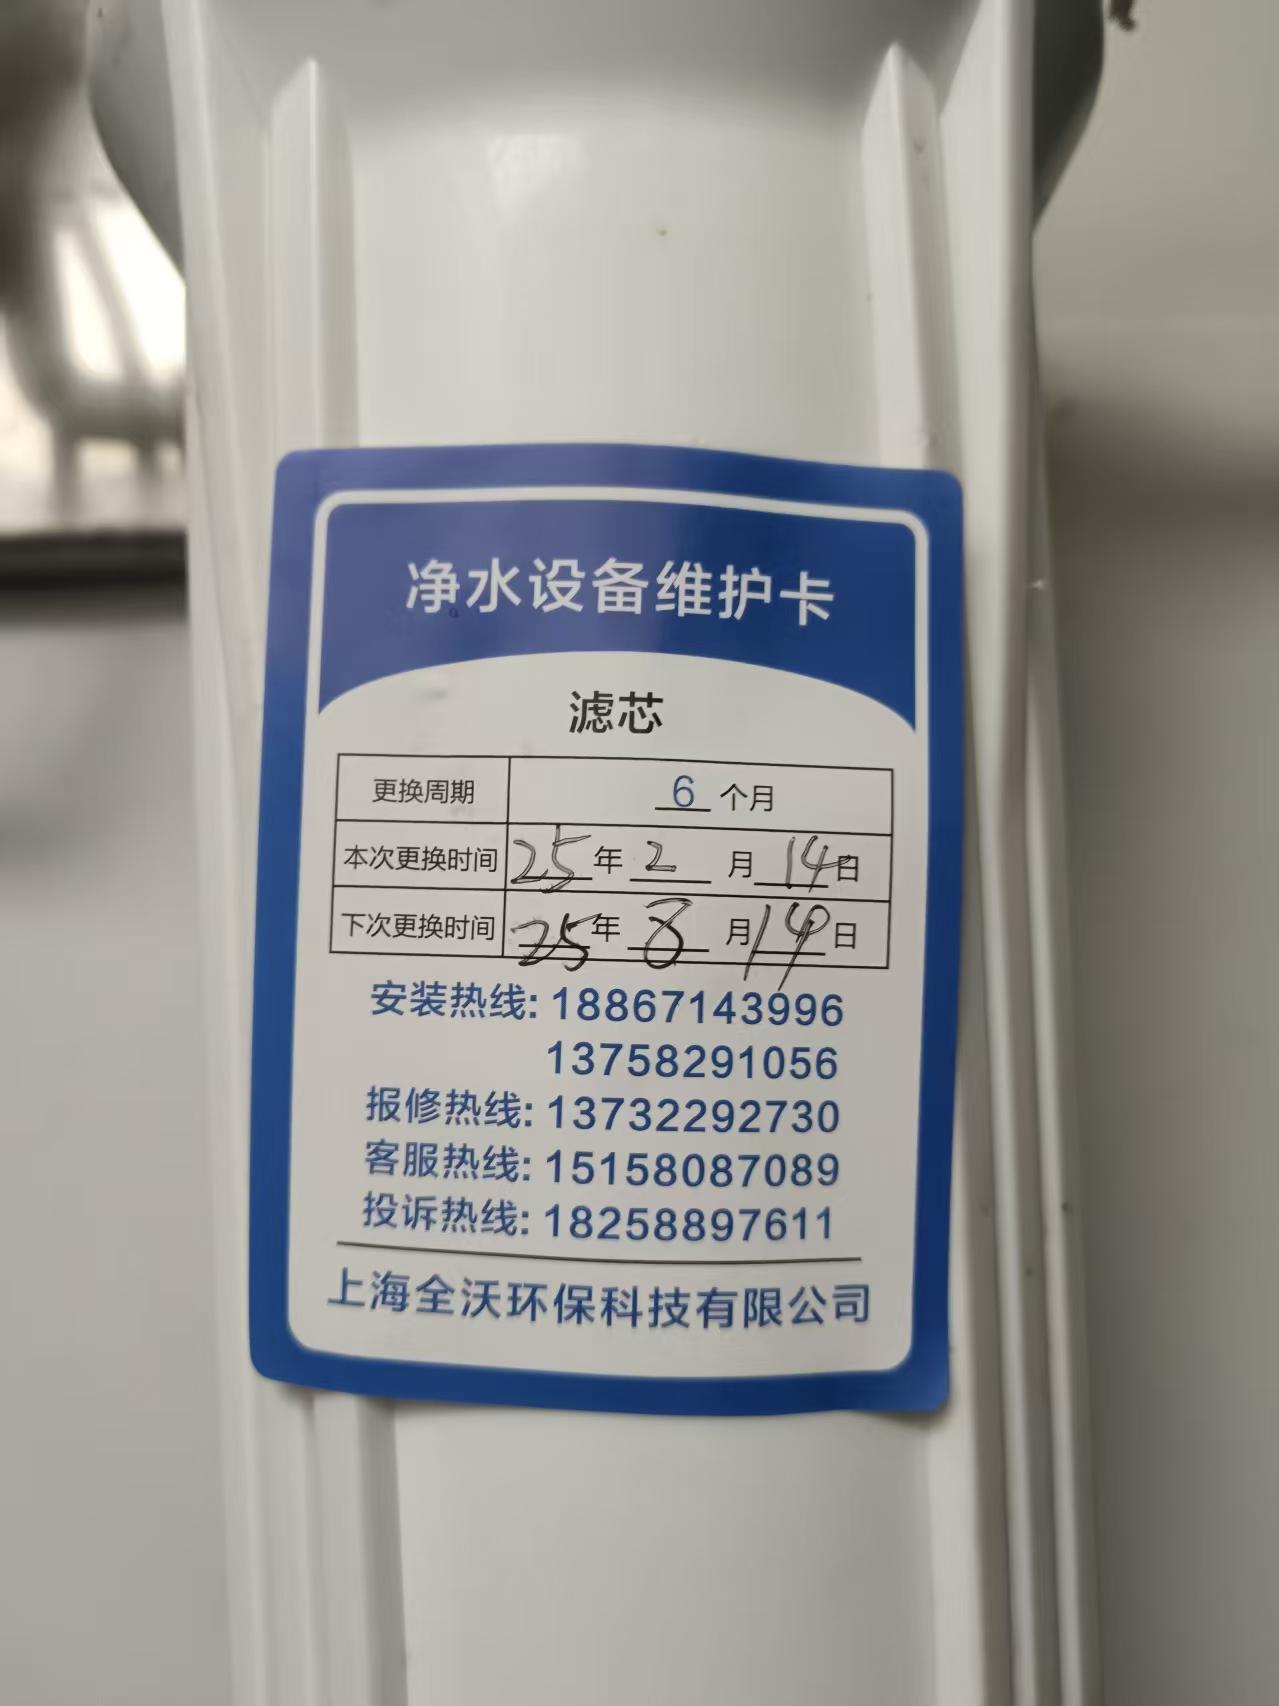 净水设备维护卡
滤芯
更换周期 6 个月
本次更换时间 25 年 2 月 14 日
下次更换时间 25 年 8 月 14 日
安装热线: 18867143996
13758291056
报修热线: 13732292730
客服热线: 15158087089
投诉热线: 18258897611
上海全沃环保科技有限公司